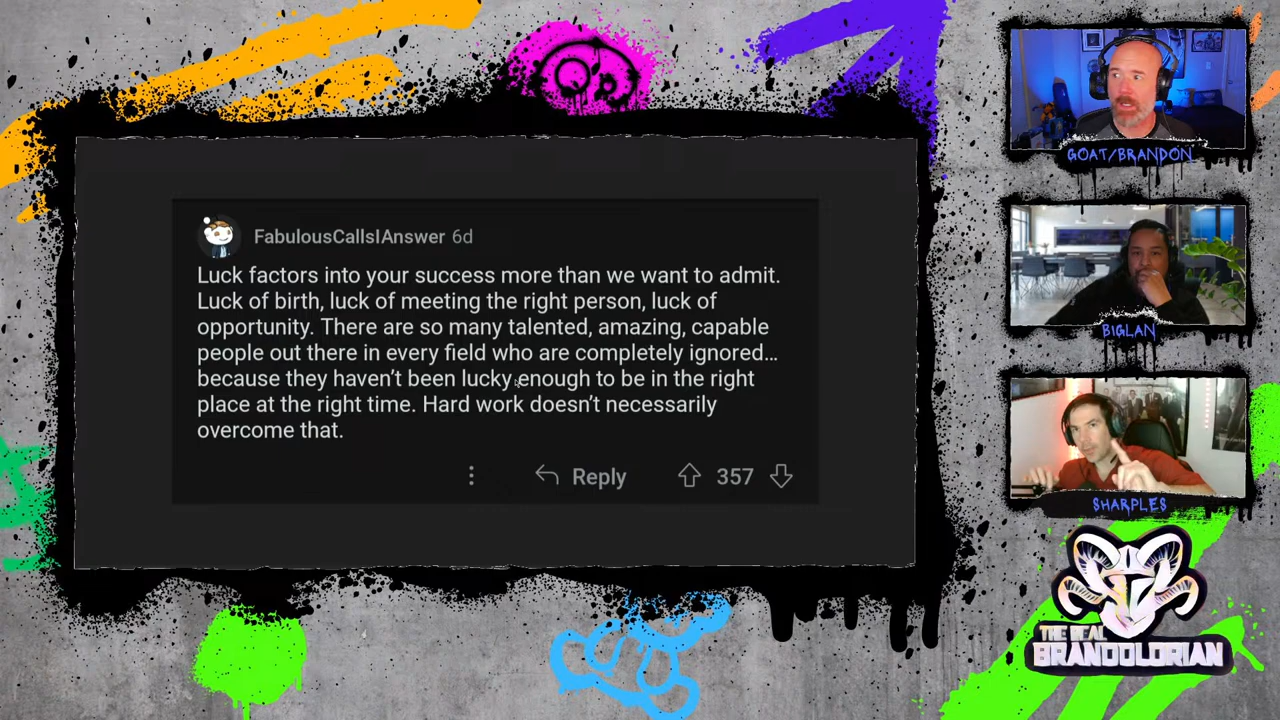 FabulousCallsIAnswer 6d
Luck factors into your success more than we want to admit.
Luck of birth, luck of meeting the right person, luck of
opportunity. There are so many talented, amazing, capable
people out there in every field who are completely ignored...
because they haven't been lucky enough to be in the right
place at the right time. Hard work doesn't necessarily
overcome that.
Reply 357
GOAT/BRANDON
BIGLAN
SHARPLES
THE REAL
BRANDOLORIAN